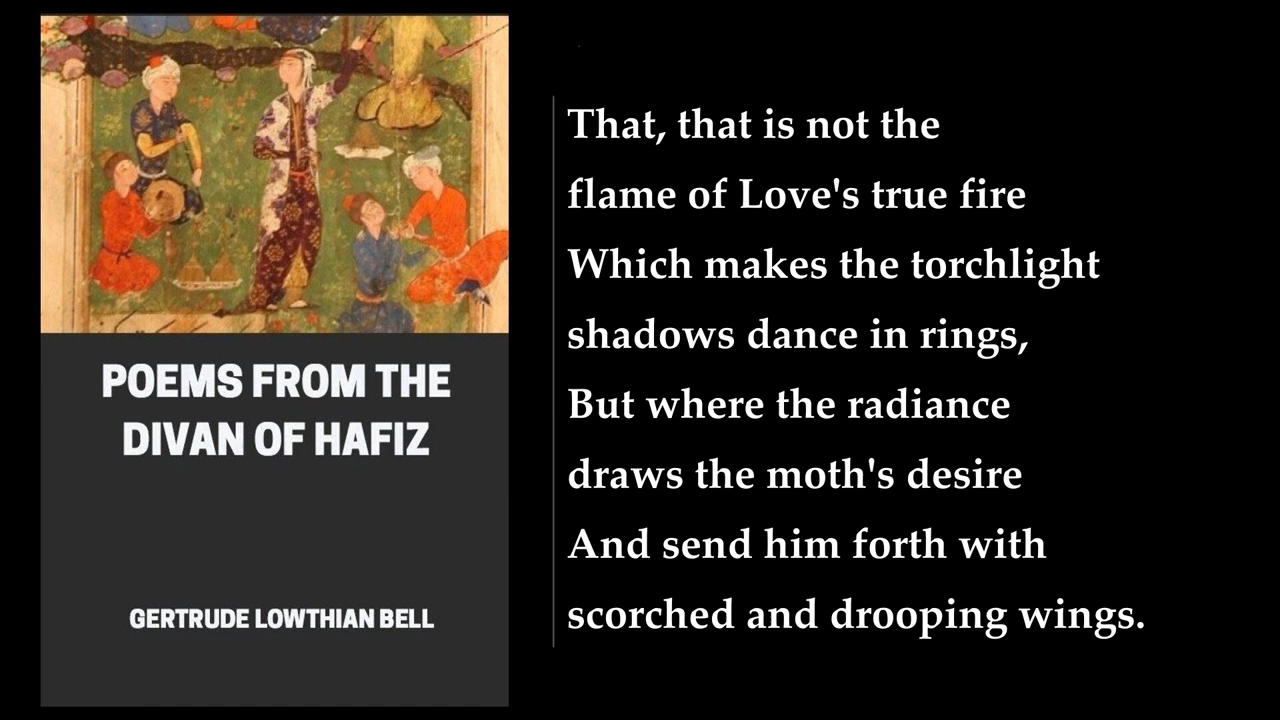 POEMS FROM THE
DIVAN OF HAFIZ
GERTRUDE LOWTHIAN BELL
That, that is not the
flame of Love's true fire
Which makes the torchlight
shadows dance in rings,
But where the radiance
draws the moth's desire
And send him forth with
scorched and drooping wings.